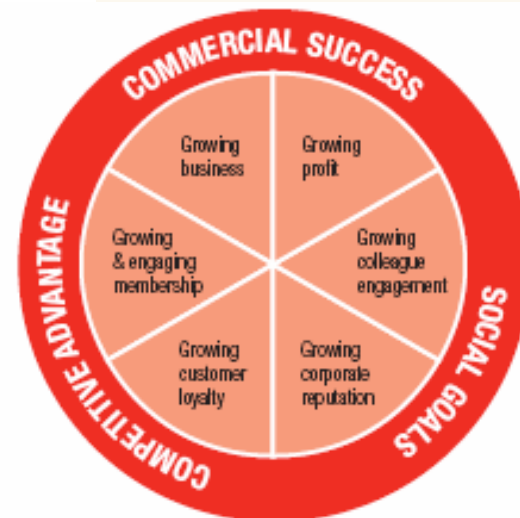 COMMERCIAL SUCCESS
Growing
business
Growing
profit
Growing
& engaging
membership
Growing
colleague
engagement
Growing
customer
loyalty
Growing
corporate
reputation
COMPETITIVE ADVANTAGE
SOCIAL GOALS